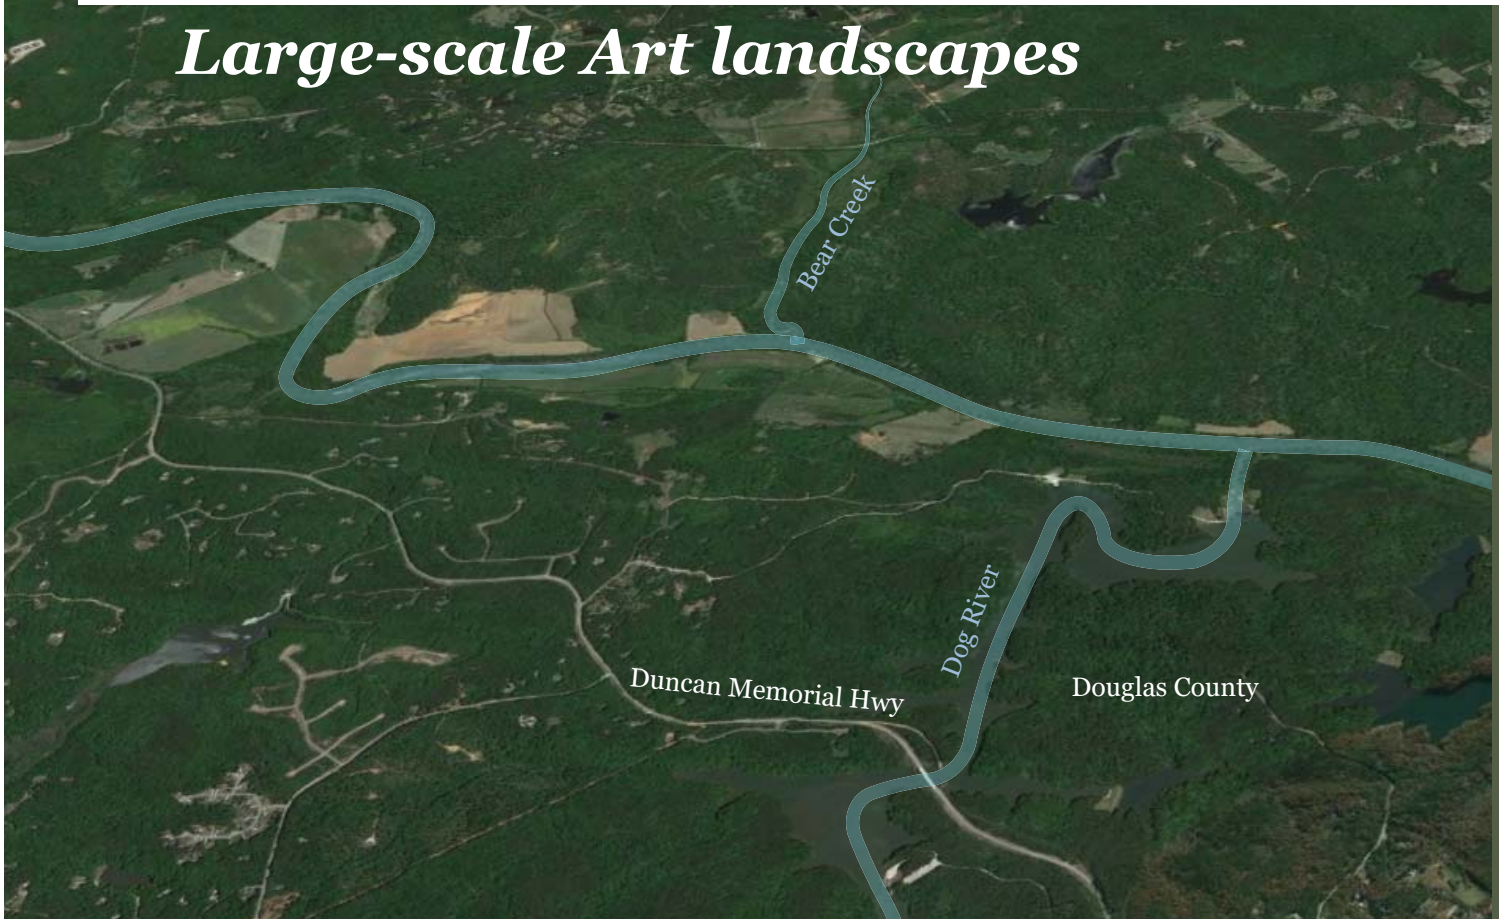 Large-scale Art landscapes
Bear Creek
Dog River
Duncan Memorial Hwy
Douglas County